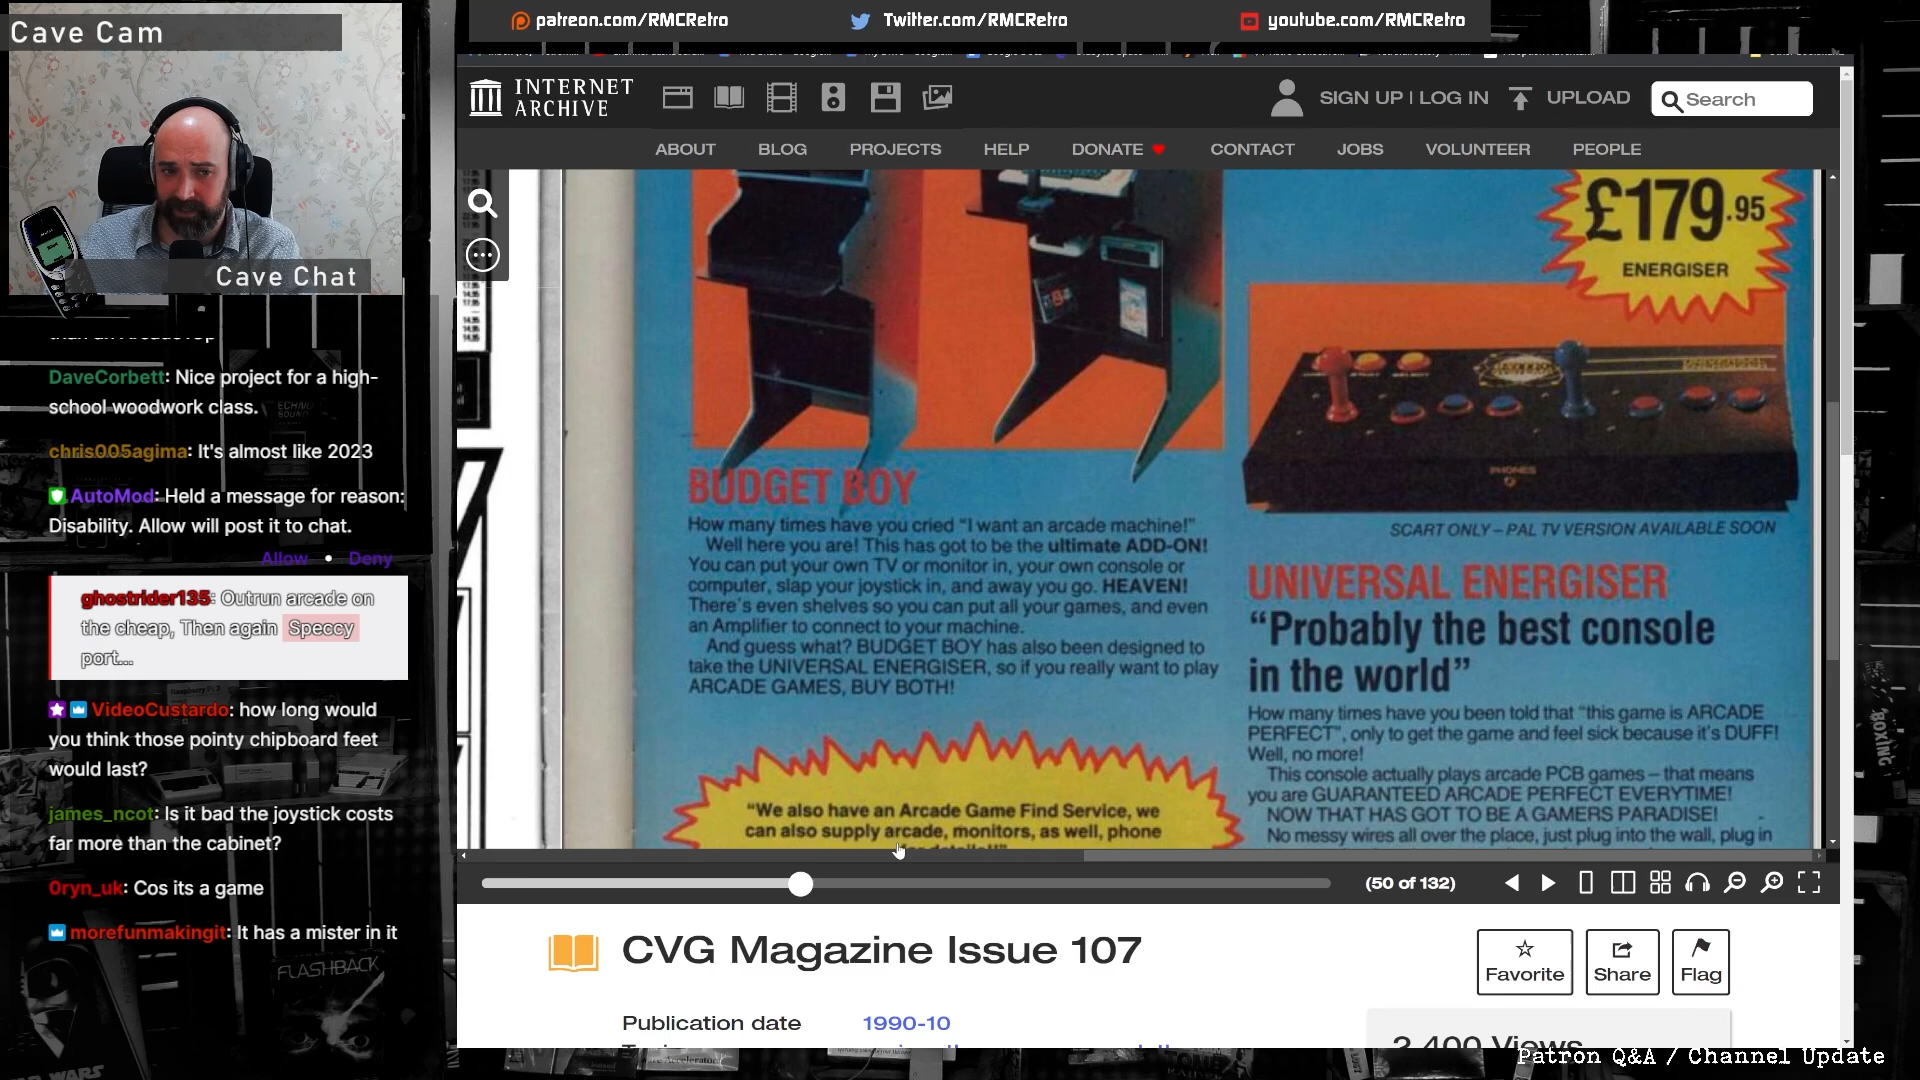 Cave Cam
patreon.com/RMCRetro
Twitter.com/RMCRetro
youtube.com/RMCRetro
INTERNET
ARCHIVE
SIGN UP | LOG IN
UPLOAD
Search
ABOUT
BLOG
PROJECTS
HELP
DONATE
CONTACT
JOBS
VOLUNTEER
PEOPLE
Cave Chat
DaveCorbett: Nice project for a high-
school woodwork class.
chris005agima: It's almost like 2023
AutoMod: Held a message for reason:
Disability. Allow will post it to chat.
Allow • Deny
ghostrider135: Outrun arcade on
the cheap, Then again Speccy
port...
VideoCustardo: how long would
you think those pointy chipboard feet
would last?
james_ncot: Is it bad the joystick costs
far more than the cabinet?
0ryn_uk: Cos its a game
morefunmakingit: It has a mister in it
FLASHBACK
BOXING
£179.95
ENERGISER
PHONES
SCART ONLY – PAL TV VERSION AVAILABLE SOON
BUDGET BOY
How many times have you cried "I want an arcade machine!"
Well here you are! This has got to be the ultimate ADD-ON!
You can put your own TV or monitor in, your own console or
computer, slap your joystick in, and away you go. HEAVEN!
There's even shelves so you can put all your games, and even
an Amplifier to connect to your machine.
And guess what? BUDGET BOY has also been designed to
take the UNIVERSAL ENERGISER, so if you really want to play
ARCADE GAMES, BUY BOTH!
"We also have an Arcade Game Find Service, we
can also supply arcade, monitors, as well, phone
UNIVERSAL ENERGISER
"Probably the best console
in the world"
How many times have you been told that "this game is ARCADE
PERFECT", only to get the game and feel sick because it's DUFF!
Well, no more!
This console actually plays arcade PCB games – that means
you are GUARANTEED ARCADE PERFECT EVERYTIME!
NOW THAT HAS GOT TO BE A GAMERS PARADISE!
No messy wires all over the place, just plug into the wall, plug in
(50 of 132)
CVG Magazine Issue 107
Favorite
Share
Flag
Publication date 1990-10
2,400 Views
Patron Q&A / Channel Update